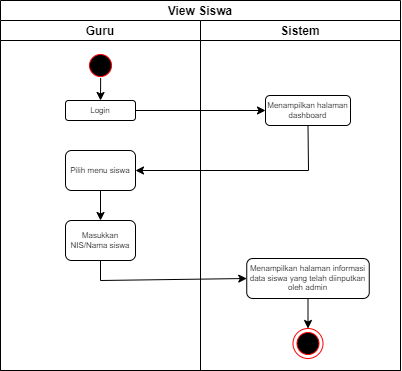 View Siswa
Guru
Sistem
Login
Menampilkan halaman
dashboard
Pilih menu siswa
Masukkan
NIS/Nama siswa
Menampilkan halaman informasi
data siswa yang telah diinputkan
oleh admin